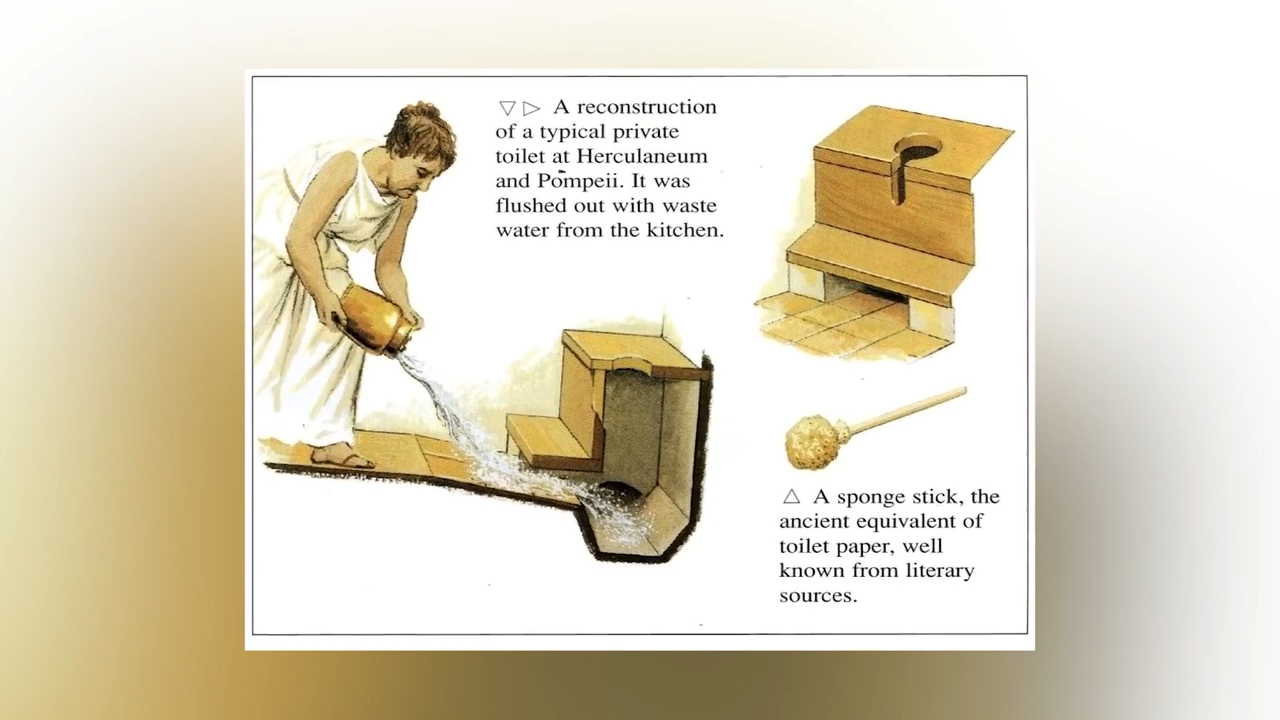 ▽ ▷ A reconstruction
of a typical private
toilet at Herculaneum
and Pompeii. It was
flushed out with waste
water from the kitchen.
△ A sponge stick, the
ancient equivalent of
toilet paper, well
known from literary
sources.